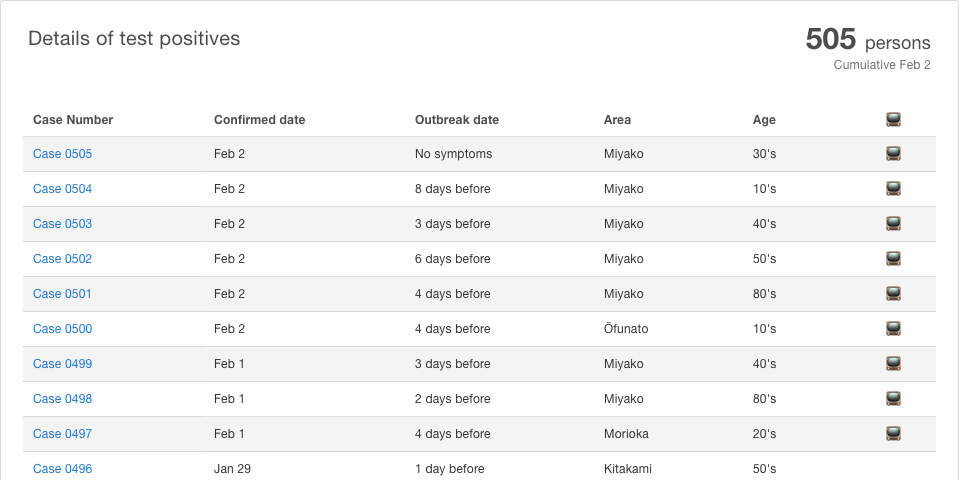 Details of test positives
505 persons
Cumulative Feb 2
Case Number Confirmed date Outbreak date Area Age
Case 0505 Feb 2 No symptoms Miyako 30's
Case 0504 Feb 2 8 days before Miyako 10's
Case 0503 Feb 2 3 days before Miyako 40's
Case 0502 Feb 2 6 days before Miyako 50's
Case 0501 Feb 2 4 days before Miyako 80's
Case 0500 Feb 2 4 days before Ōfunato 10's
Case 0499 Feb 1 3 days before Miyako 40's
Case 0498 Feb 1 2 days before Miyako 80's
Case 0497 Feb 1 4 days before Morioka 20's
Case 0496 Jan 29 1 day before Kitakami 50's